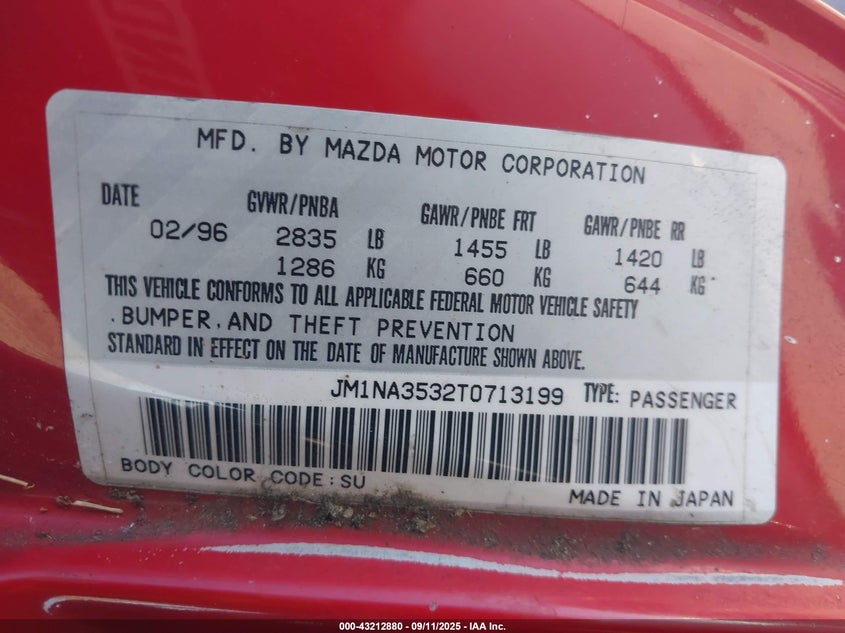 MFD. BY MAZDA MOTOR CORPORATION
DATE GVWR/PNBA GAWR/PNBE FRT GAWR/PNBE RR
02/96 2835 LB 1455 LB 1420 LB
1286 KG 660 KG 644 KG
THIS VEHICLE CONFORMS TO ALL APPLICABLE FEDERAL MOTOR VEHICLE SAFETY
, BUMPER, AND THEFT PREVENTION
STANDARD IN EFFECT ON THE DATE OF MANUFACTURE SHOWN ABOVE.
JM1NA3532T0713199 TYPE: PASSENGER
BODY COLOR CODE: SU
MADE IN JAPAN
000-43212880 - 09/11/2025 - IAA Inc.